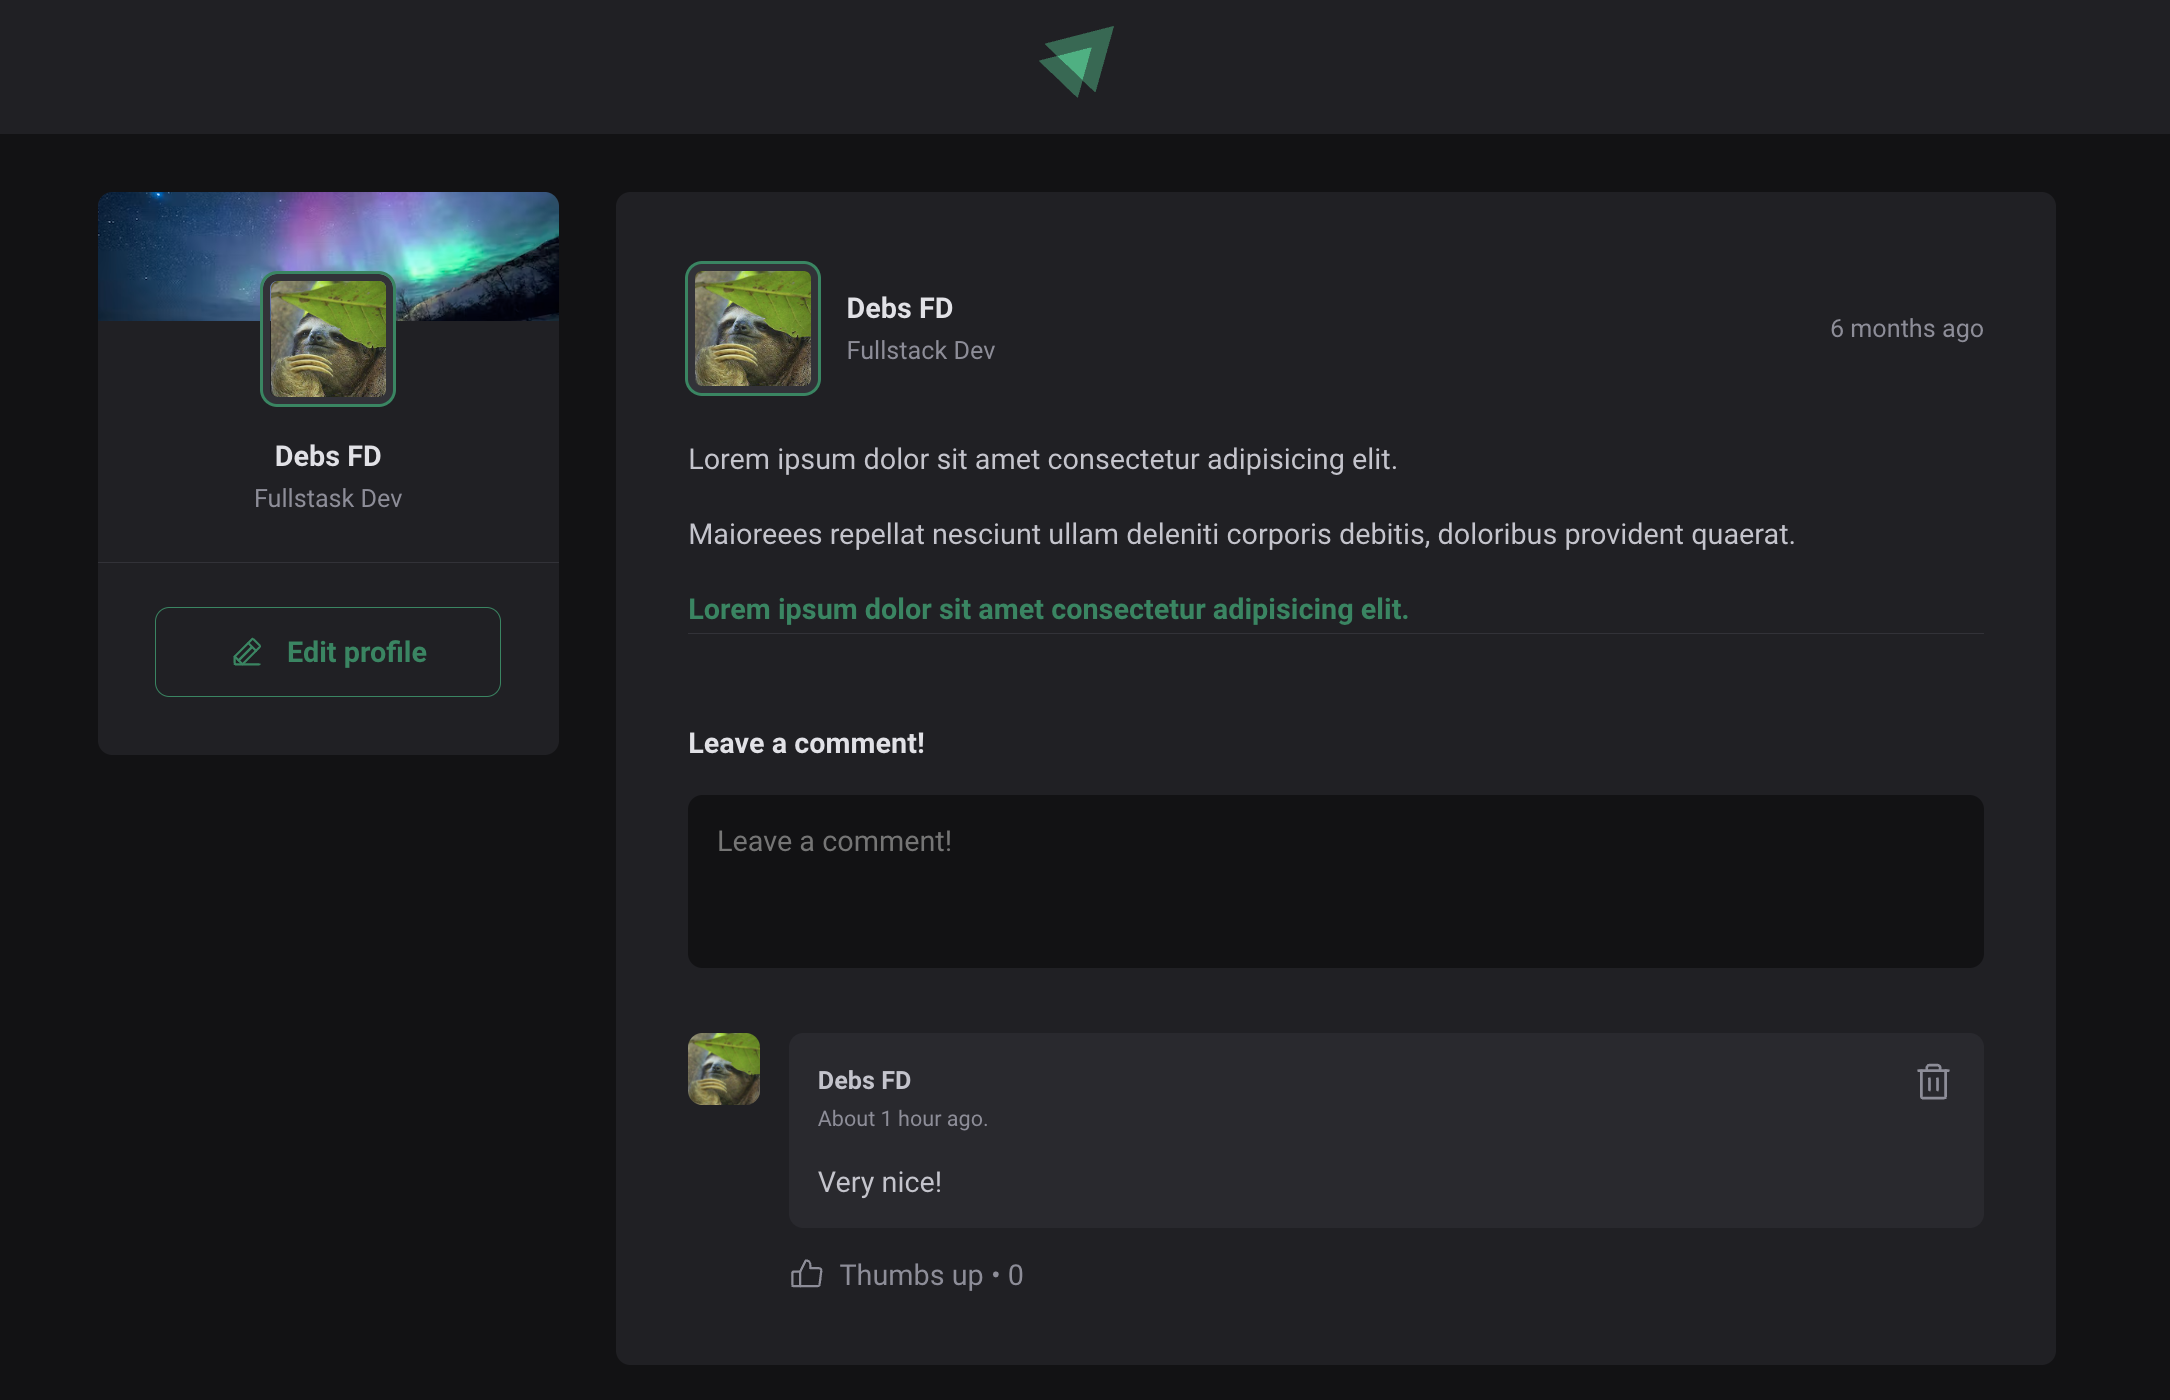 Debs FD
Fullstask Dev
Edit profile
Debs FD
Fullstack Dev
6 months ago
Lorem ipsum dolor sit amet consectetur adipisicing elit.
Maioreees repellat nesciunt ullam deleniti corporis debitis, doloribus provident quaerat.
Lorem ipsum dolor sit amet consectetur adipisicing elit.
Leave a comment!
Leave a comment!
Debs FD
About 1 hour ago.
Very nice!
Thumbs up • 0